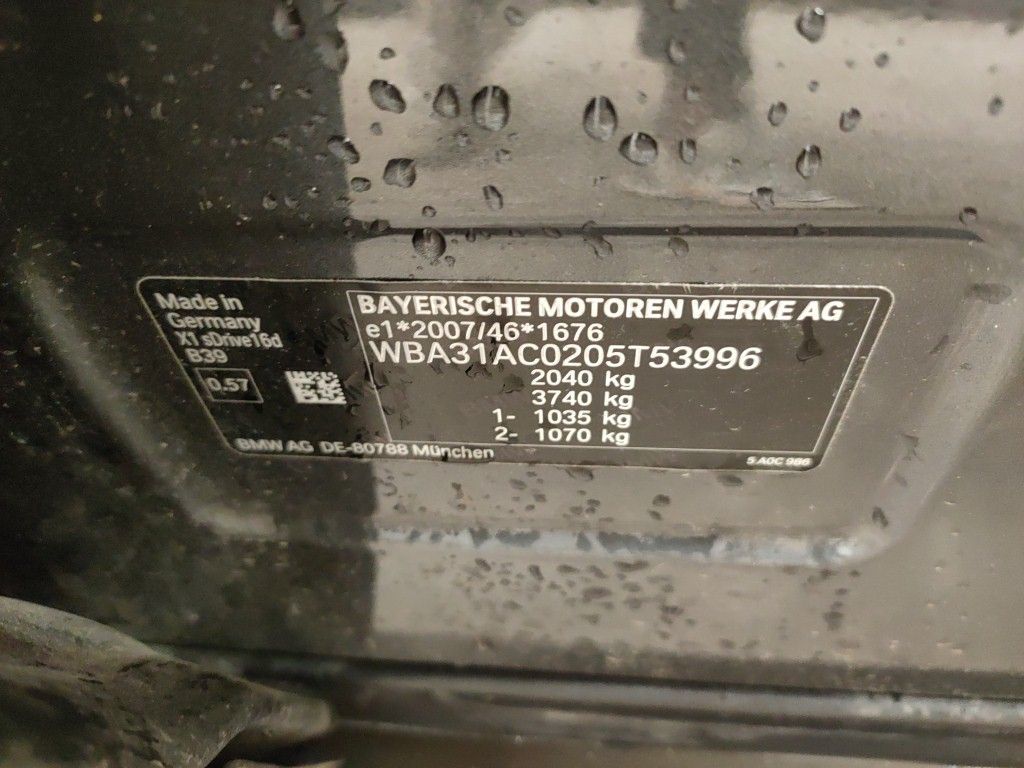 Made in
Germany
X1 sDrive16d
B39
0.57
BAYERISCHE MOTOREN WERKE AG
e1*2007/46*1676
WBA31AC0205T53996
2040 kg
3740 kg
1- 1035 kg
2- 1070 kg
BMW AG DE-80788 München
5 A0C 986